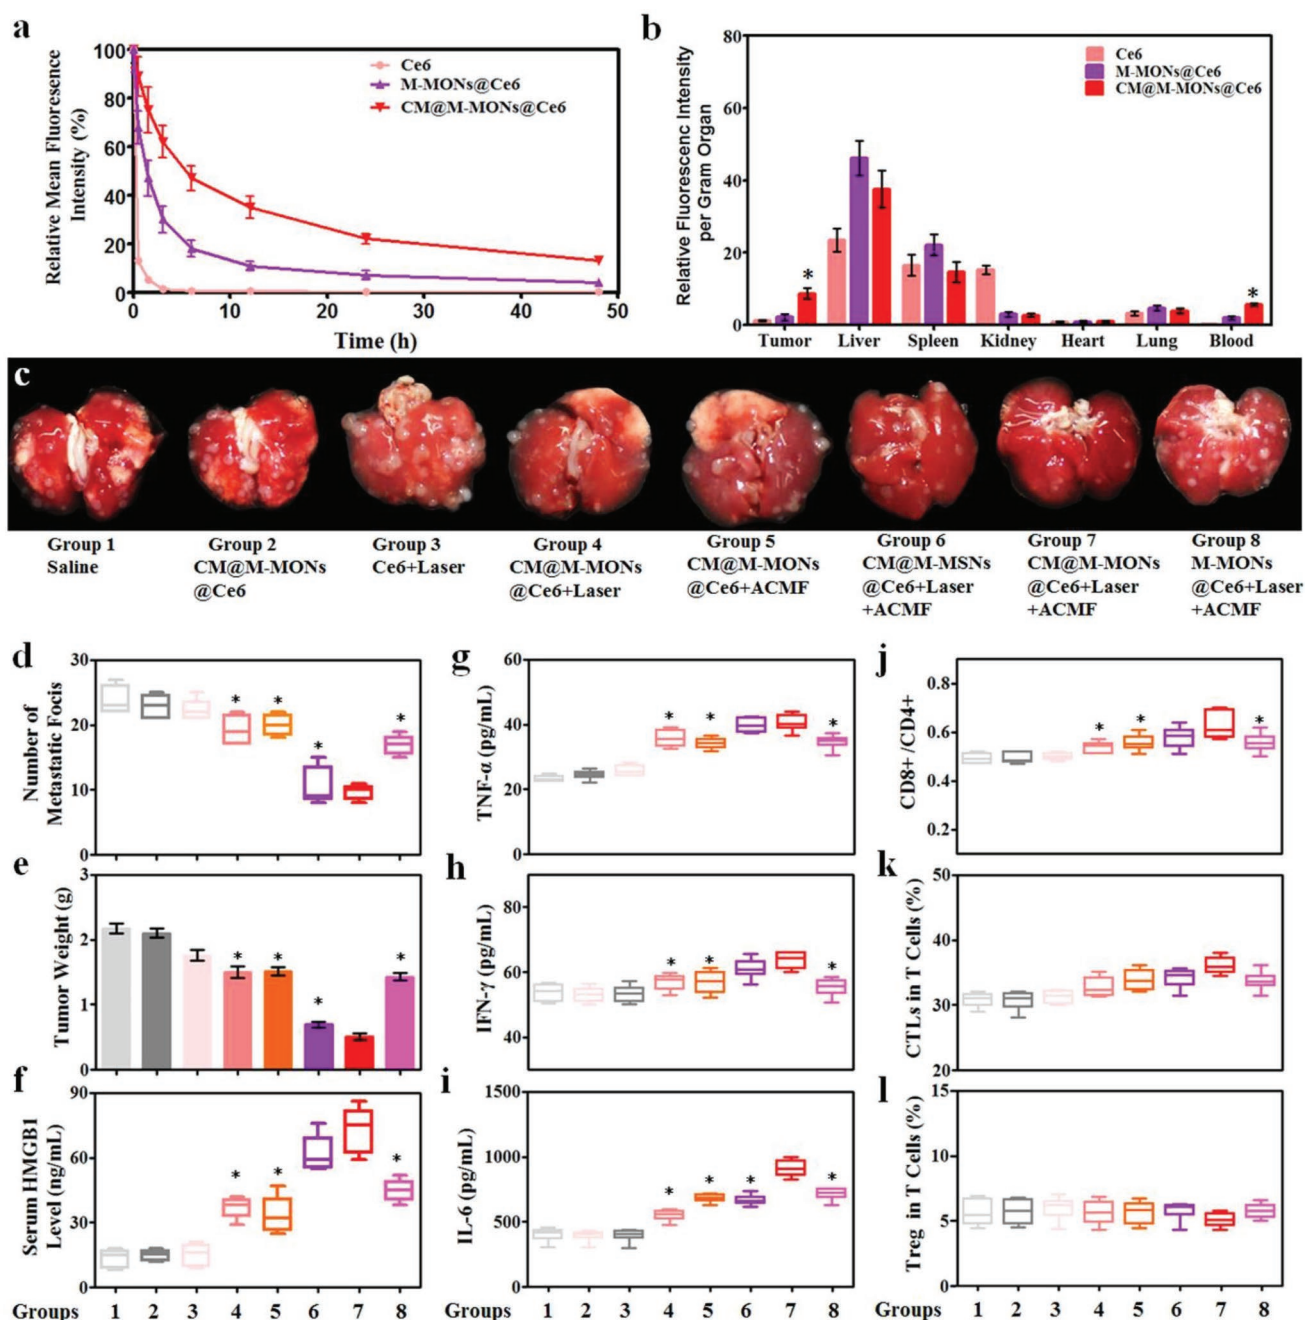 a
Relative Mean Fluoresence
Intensity (%)
100
80
60
40
20
0
0
10
20
30
40
50
Time (h)
Ce6
M-MONs@Ce6
CM@M-MONs@Ce6
b
Relative Fluorescenc Intensity
per Gram Organ
80
60
40
20
0
Ce6
M-MONs@Ce6
CM@M-MONs@Ce6
*
*
Tumor
Liver
Spleen
Kidney
Heart
Lung
Blood
c
Group 1
Saline
Group 2
CM@M-MONs
@Ce6
Group 3
Ce6+Laser
Group 4
CM@M-MONs
@Ce6+Laser
Group 5
CM@M-MONs
@Ce6+ACMF
Group 6
CM@M-MSNs
@Ce6+Laser
+ACMF
Group 7
CM@M-MONs
@Ce6+Laser
+ACMF
Group 8
M-MONs
@Ce6+Laser
+ACMF
d
Number of
Metastastic Focis
30
20
10
0
*
*
*
*
e
Tumor Weight (g)
3
2
1
0
*
*
*
*
f
Serum HMGB1
Level (ng/mL)
90
60
30
0
*
*
*
Groups
1 2 3 4 5 6 7 8
g
TNF-α (pg/mL)
60
40
20
0
*
*
*
h
IFN-γ (pg/mL)
80
60
40
*
*
*
i
IL-6 (pg/mL)
1500
1000
500
0
*
*
*
*
Groups
1 2 3 4 5 6 7 8
j
CD8+ /CD4+
0.8
0.6
0.4
0.2
*
*
*
k
CTLs in T Cells (%)
50
40
30
20
l
Treg in T Cells (%)
15
10
5
0
Groups
1 2 3 4 5 6 7 8